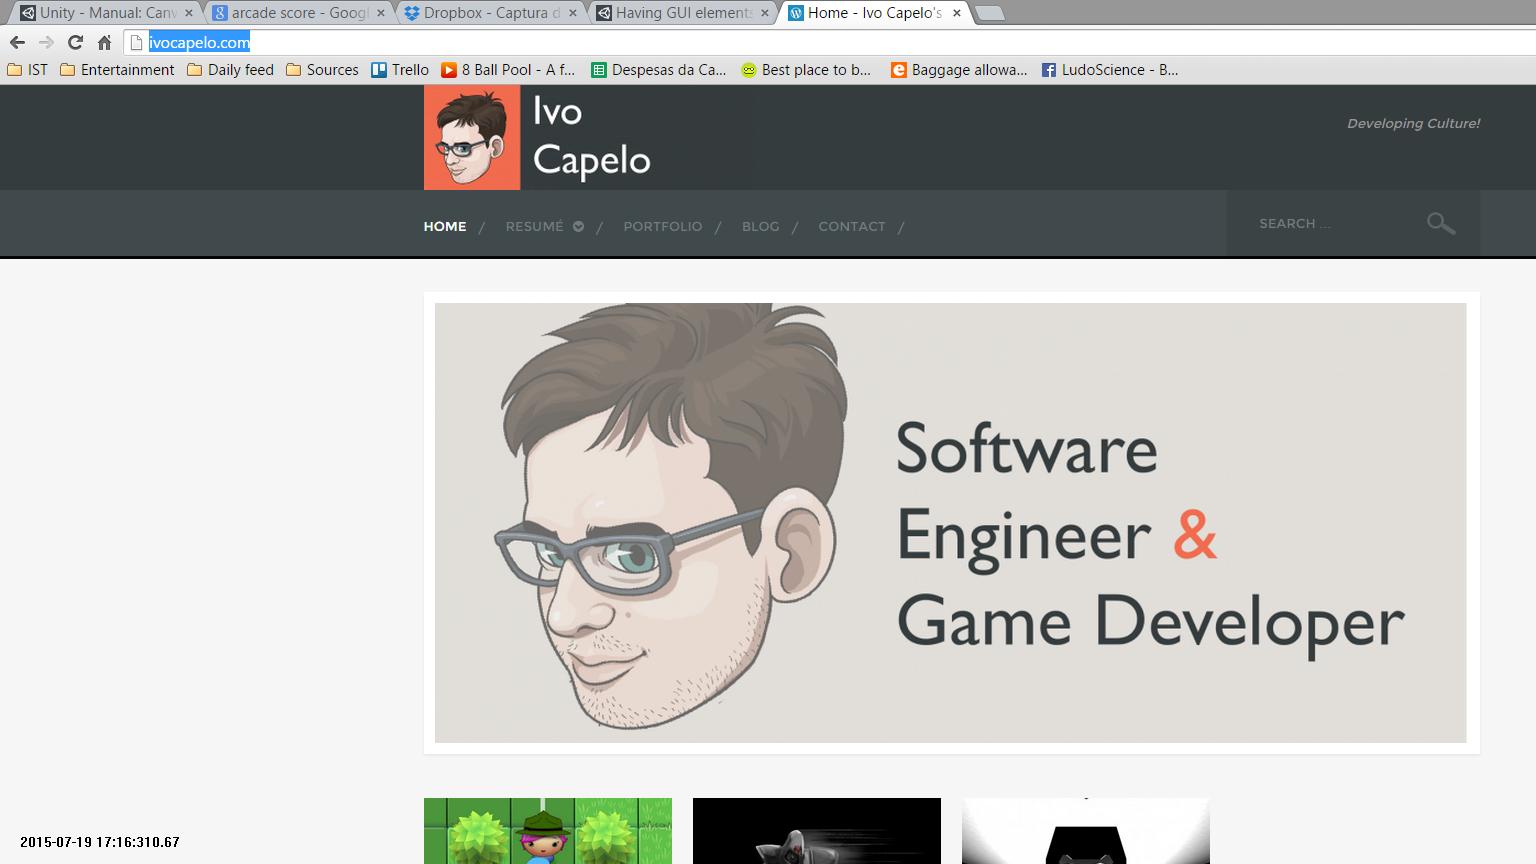 Unity - Manual: Canv
arcade score - Googl
Dropbox - Captura d
Having GUI elements
Home - Ivo Capelo's
ivocapelo.com
IST
Entertainment
Daily feed
Sources
Trello
8 Ball Pool - A f...
Despesas da Ca...
Best place to b...
Baggage allowa...
LudoScience - B...
Ivo
Capelo
Developing Culture!
HOME / RESUMÉ / PORTFOLIO / BLOG / CONTACT /
SEARCH ...
Software
Engineer &
Game Developer
2015-07-19 17:16:310.67